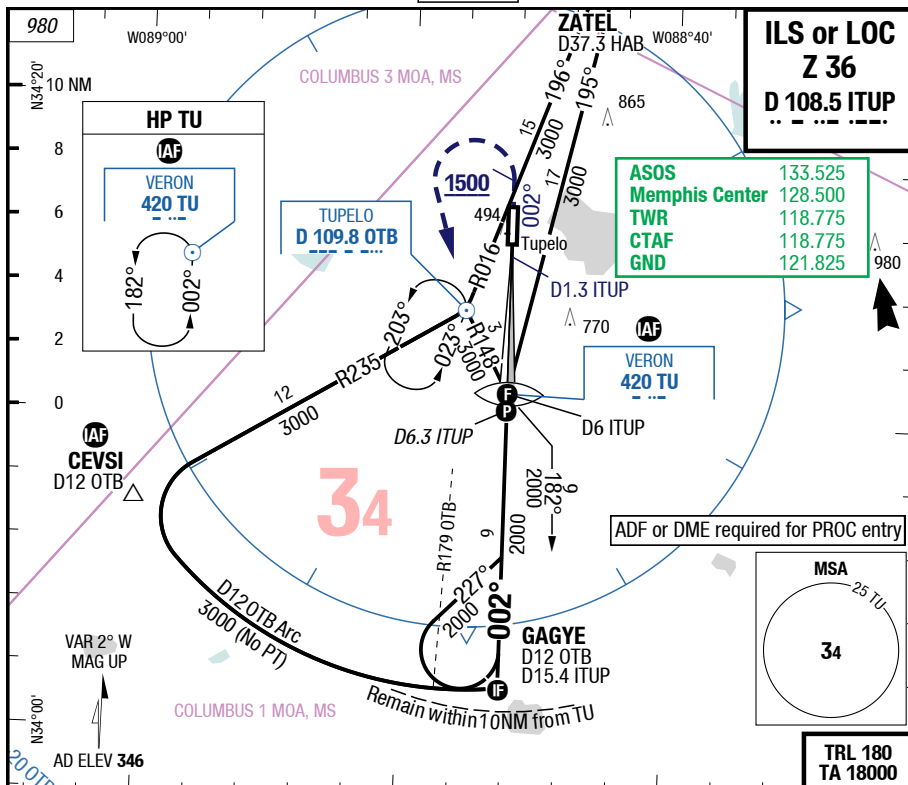 980
W089°00'
ZATEL
D37.3 HAB
W088°40'
ILS or LOC
Z 36
D 108.5 ITUP
N34°20'
10 NM
COLUMBUS 3 MOA, MS
196°
195°
865
15
3000
17
3000
HP TU
IAF
VERON
420 TU
182°
002°
8
6
4
2
0
1500
002°
494
Tupelo
TUPELO
D 109.8 OTB
R016
D1.3 ITUP
ASOS 133.525
Memphis Center 128.500
TWR 118.775
CTAF 118.775
GND 121.825
980
770
IAF
VERON
420 TU
203°
023°
R148
3
3000
R235
12
3000
F
P
D6 ITUP
D6.3 ITUP
IAF
CEVSI
D12 OTB
34
R179 OTB
9
2000
9
182°
2000
ADF or DME required for PROC entry
MSA
25 TU
34
D12 OTB Arc
3000 (No PT)
227°
2000
002°
GAGYE
D12 OTB
D15.4 ITUP
IF
Remain within 10NM from TU
VAR 2° W
MAG UP
COLUMBUS 1 MOA, MS
N34°00'
AD ELEV 346
20 OTB
TRL 180
TA 18000